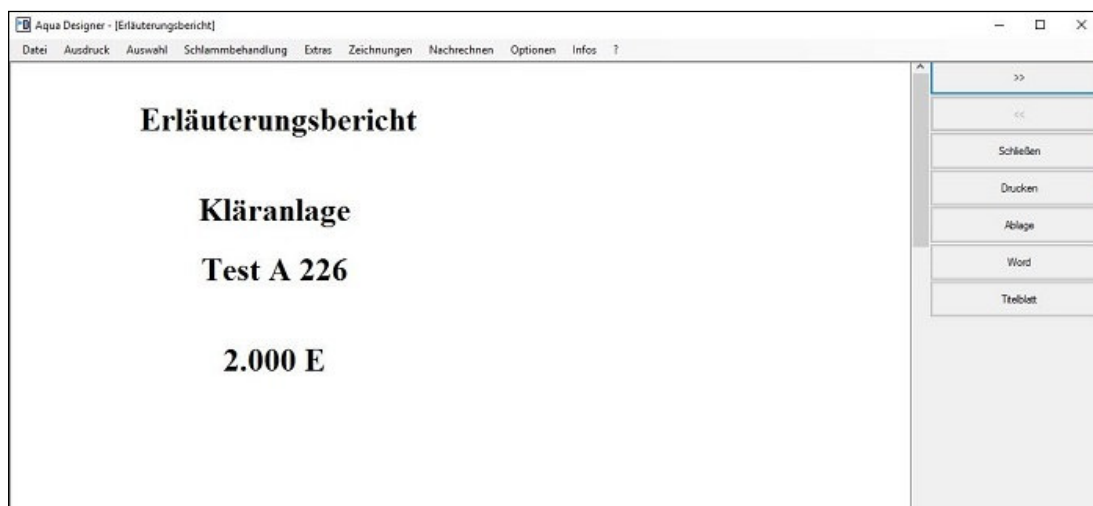 Aqua Designer - [Erläuterungsbericht]
Datei Ausdruck Auswahl Schlammbehandlung Extras Zeichnungen Nachrechnen Optionen Infos ?
>>
Erläuterungsbericht
<<
Schließen
Drucken
Kläranlage
Ablage
Test A 226
Word
Titelblatt
2.000 E